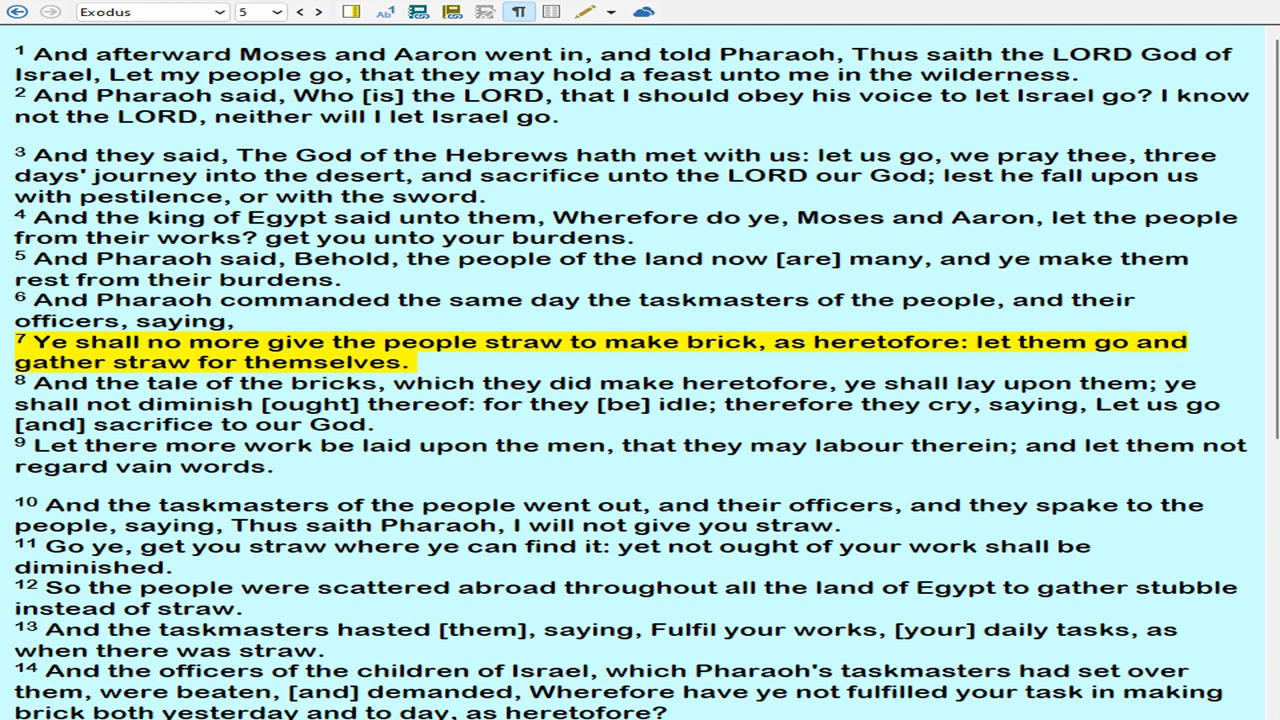 Exodus 5 < >
1 And afterward Moses and Aaron went in, and told Pharaoh, Thus saith the LORD God of
Israel, Let my people go, that they may hold a feast unto me in the wilderness.
2 And Pharaoh said, Who [is] the LORD, that I should obey his voice to let Israel go? I know
not the LORD, neither will I let Israel go.
3 And they said, The God of the Hebrews hath met with us: let us go, we pray thee, three
days' journey into the desert, and sacrifice unto the LORD our God; lest he fall upon us
with pestilence, or with the sword.
4 And the king of Egypt said unto them, Wherefore do ye, Moses and Aaron, let the people
from their works? get you unto your burdens.
5 And Pharaoh said, Behold, the people of the land now [are] many, and ye make them
rest from their burdens.
6 And Pharaoh commanded the same day the taskmasters of the people, and their
officers, saying,
7 Ye shall no more give the people straw to make brick, as heretofore: let them go and
gather straw for themselves.
8 And the tale of the bricks, which they did make heretofore, ye shall lay upon them; ye
shall not diminish [ought] thereof: for they [be] idle; therefore they cry, saying, Let us go
[and] sacrifice to our God.
9 Let there more work be laid upon the men, that they may labour therein; and let them not
regard vain words.
10 And the taskmasters of the people went out, and their officers, and they spake to the
people, saying, Thus saith Pharaoh, I will not give you straw.
11 Go ye, get you straw where ye can find it: yet not ought of your work shall be
diminished.
12 So the people were scattered abroad throughout all the land of Egypt to gather stubble
instead of straw.
13 And the taskmasters hasted [them], saying, Fulfil your works, [your] daily tasks, as
when there was straw.
14 And the officers of the children of Israel, which Pharaoh's taskmasters had set over
them, were beaten, [and] demanded, Wherefore have ye not fulfilled your task in making
brick both yesterday and to day, as heretofore?